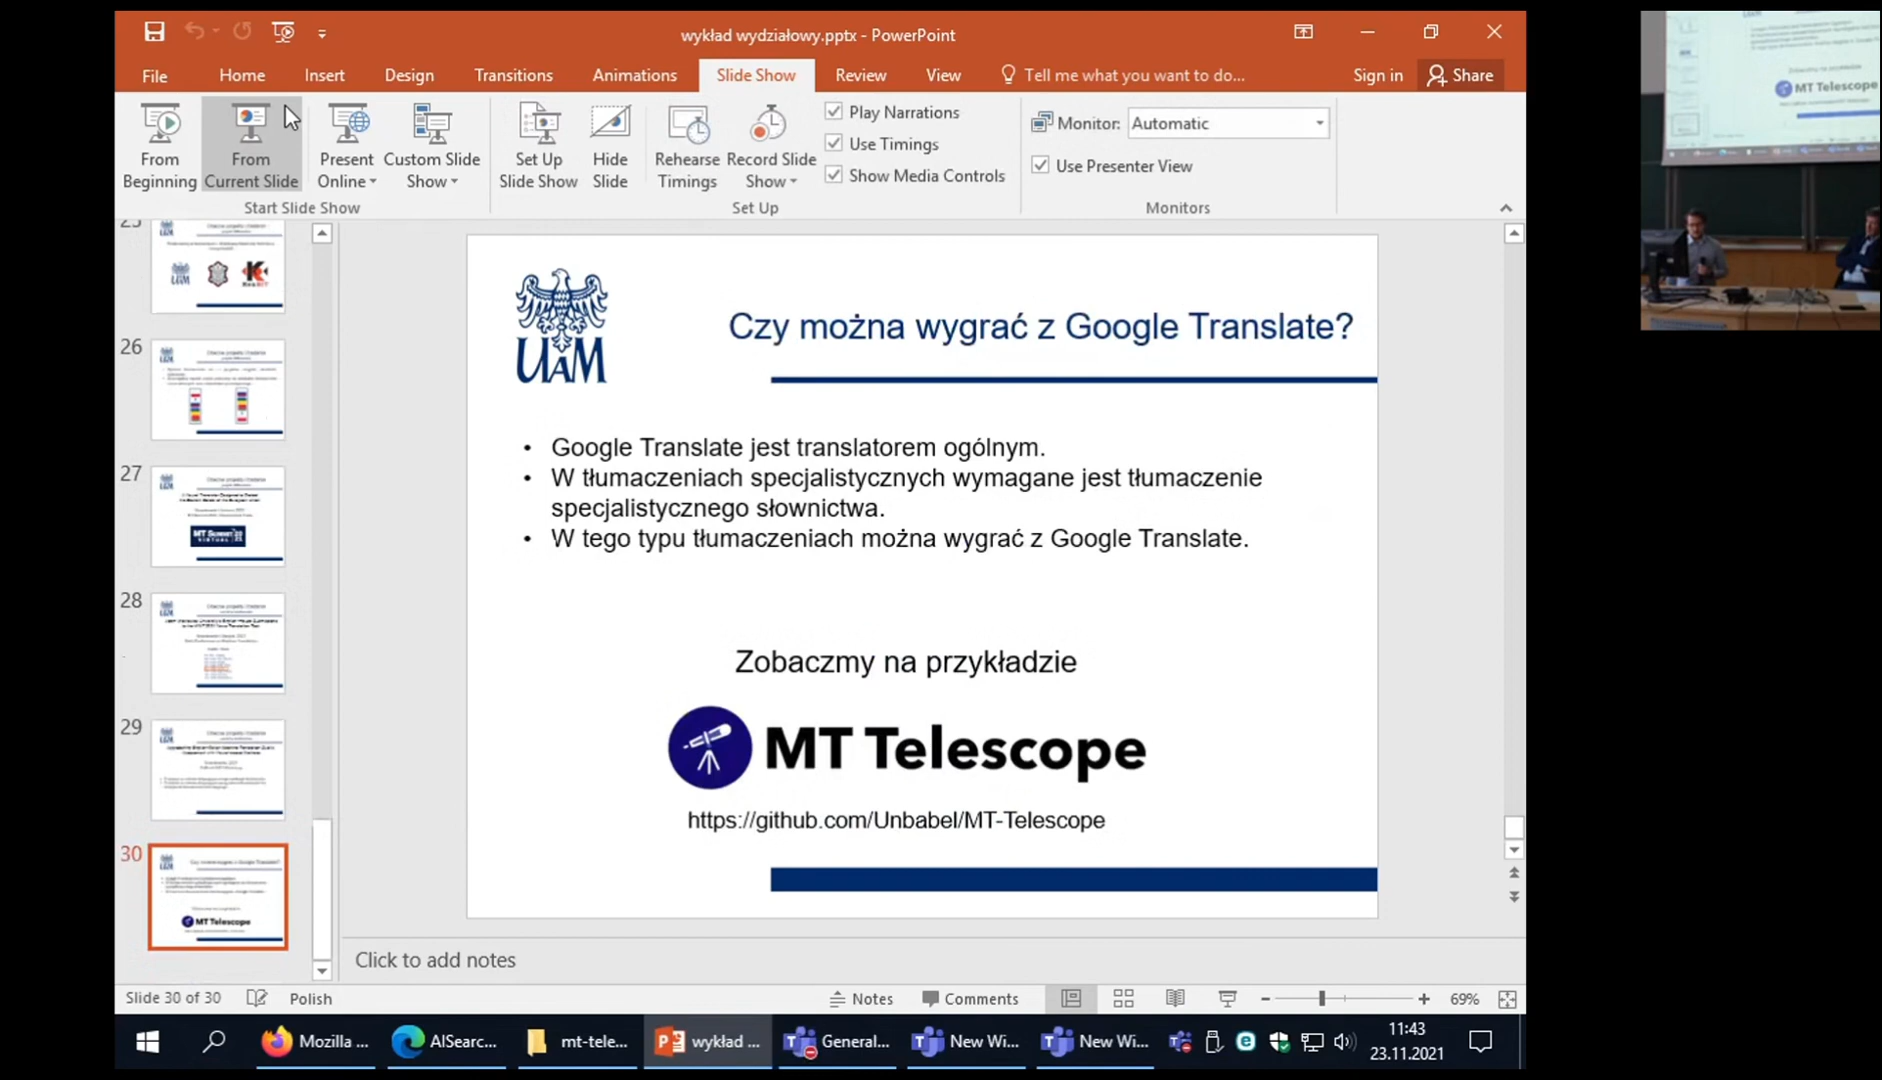 wykład wydziałowy.pptx - PowerPoint
File Home Insert Design Transitions Animations Slide Show Review View Tell me what you want to do... Sign in Share
From Beginning
From Current Slide
Present Online
Custom Slide Show
Start Slide Show
Set Up Slide Show
Hide Slide
Rehearse Timings
Record Slide Show
Play Narrations
Use Timings
Show Media Controls
Set Up
Monitor: Automatic
Use Presenter View
Monitors
25
26
27
MT SUMMIT
28
29
30
MT Telescope
UAM
Czy można wygrać z Google Translate?
• Google Translate jest translatorem ogólnym.
• W tłumaczeniach specjalistycznych wymagane jest tłumaczenie
specjalistycznego słownictwa.
• W tego typu tłumaczeniach można wygrać z Google Translate.
Zobaczmy na przykładzie
MT Telescope
https://github.com/Unbabel/MT-Telescope
Click to add notes
Slide 30 of 30 Polish Notes Comments 69%
Mozilla ... AISearc... mt-tele... wykład ... General... New Wi... New Wi... 11:43
23.11.2021
MT Telescope